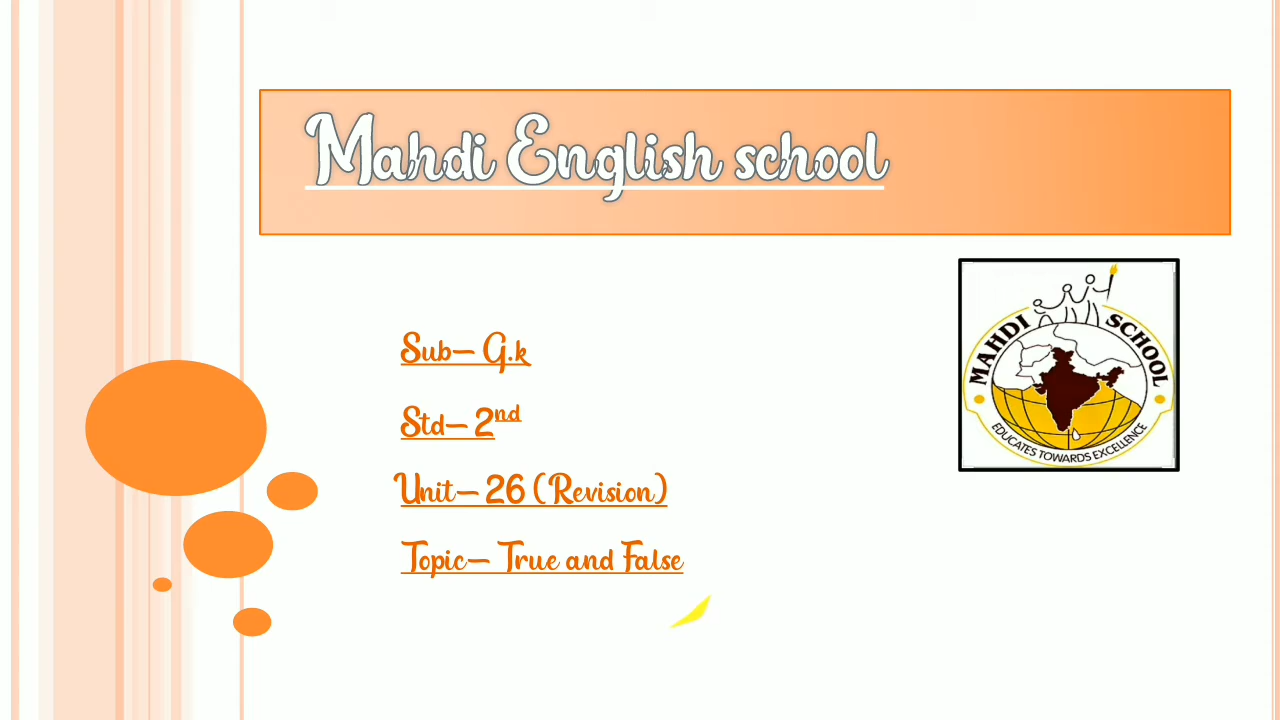 Mahdi English school
MAHDI SCHOOL
EDUCATES TOWARDS EXCELLENCE
Sub– G.k
Std– 2nd
Unit– 26 (Revision)
Topic– True and False